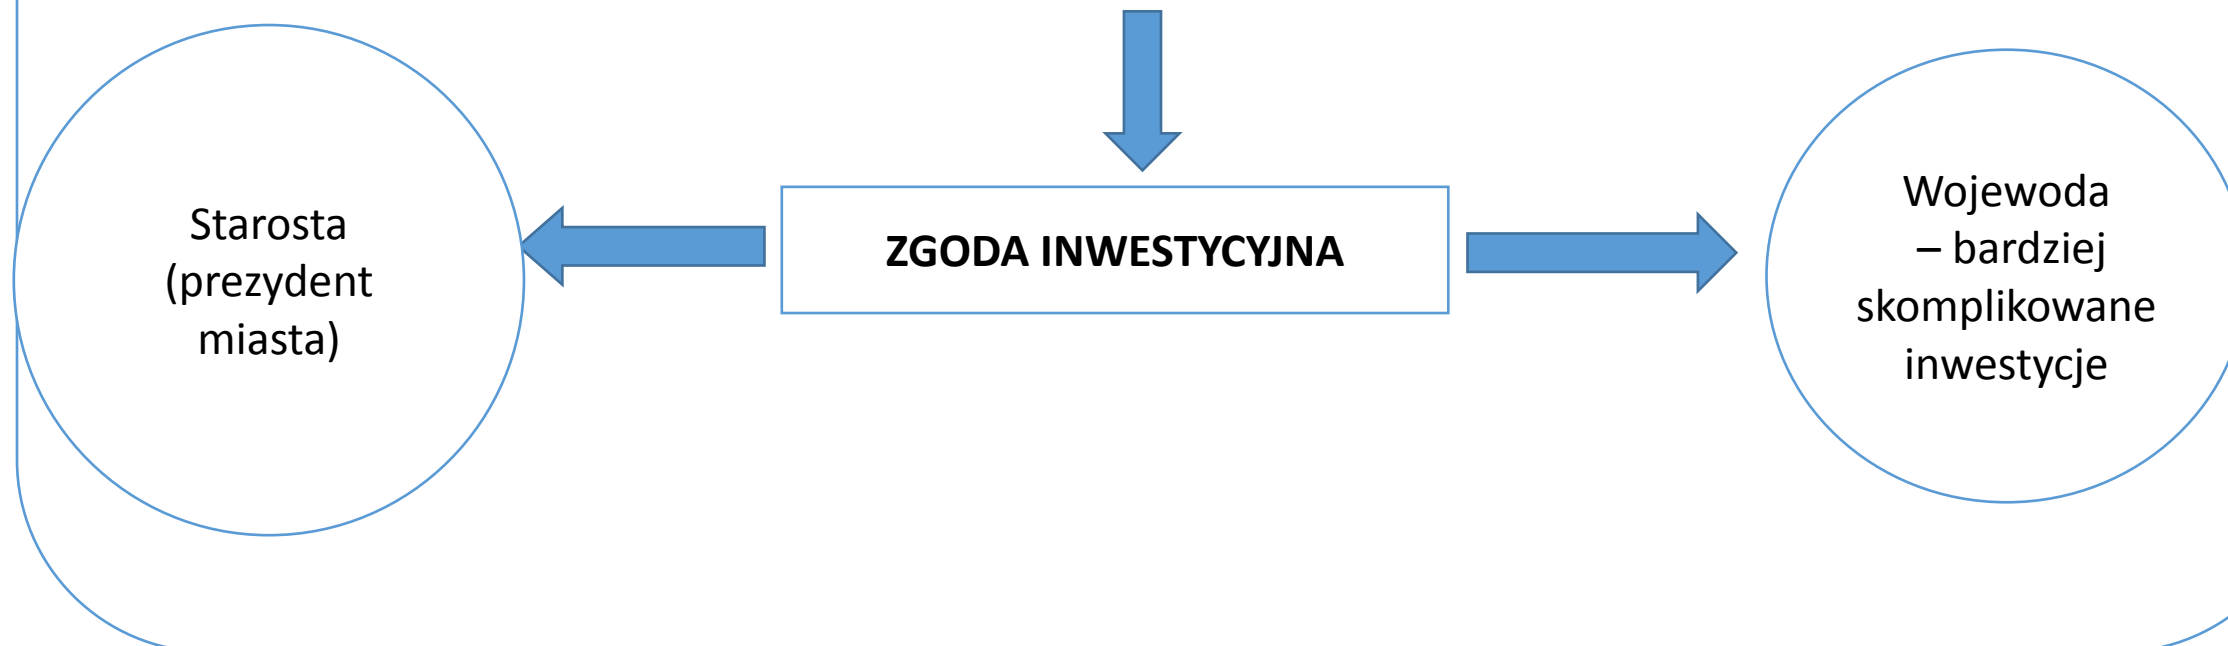 Starosta
(prezydent
miasta)
ZGODA INWESTYCYJNA
Wojewoda
– bardziej
skomplikowane
inwestycje